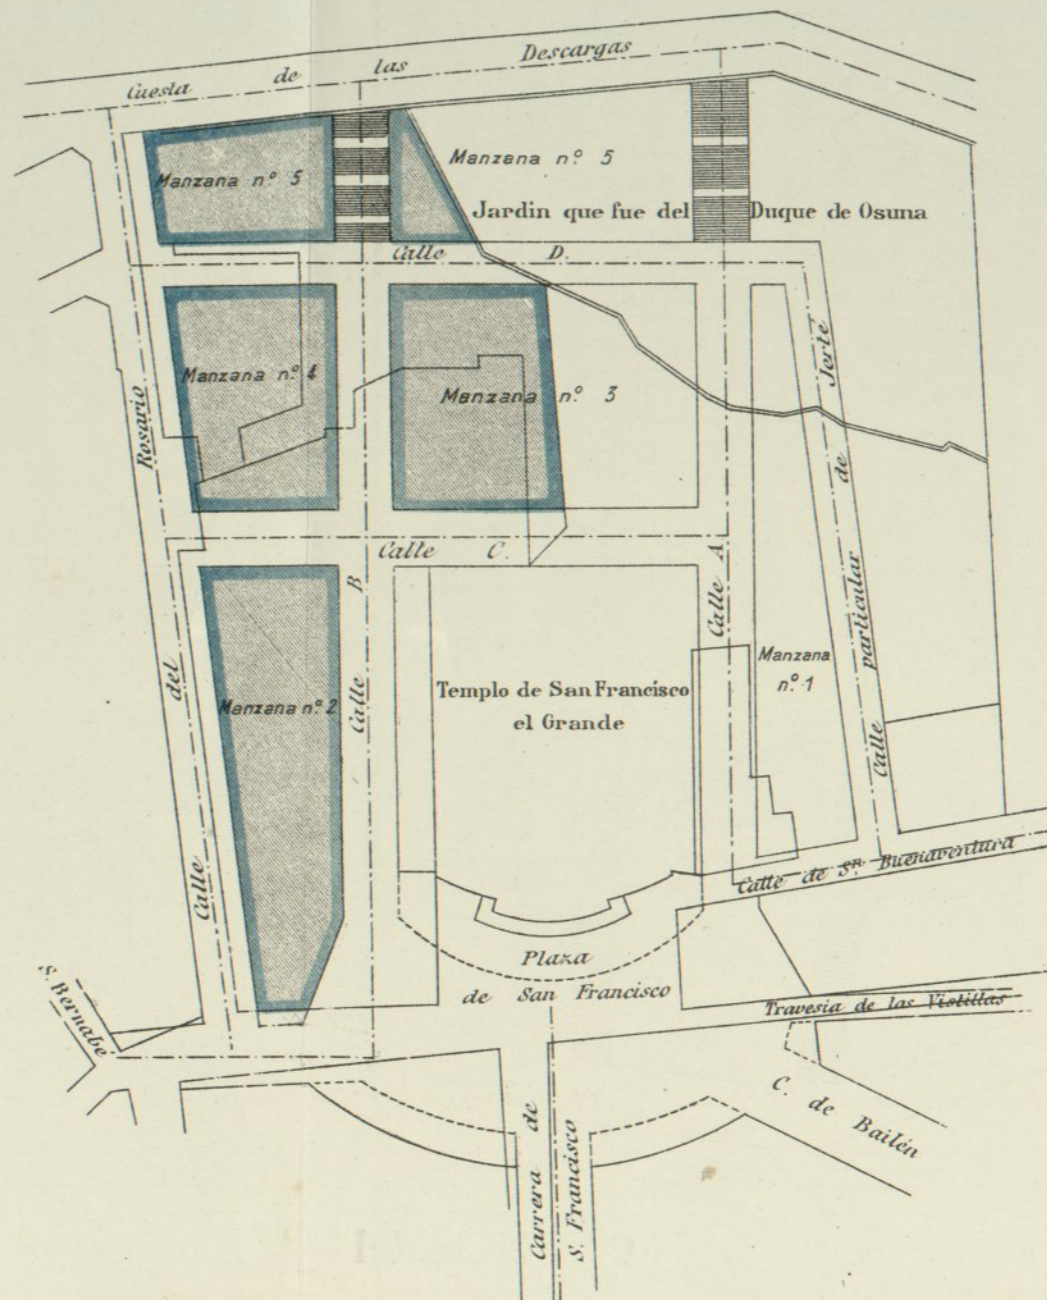 Cuesta de las Descargas
Manzana nº 5
Manzana nº 5
Jardin que fue del Duque de Osuna
Calle D.
Manzana nº 4
Manzana nº 3
Calle particular de Jerté
Calle del Rosario
Calle C.
Calle B
Calle A
Manzana
nº 1
Templo de San Francisco
el Grande
Manzana nº 2
Calle de Sn Buenaventura
Plaza
de San Francisco
S. Bernabe
Travesia de las Vistillas
C. de Bailén
Carrera de
S. Francisco